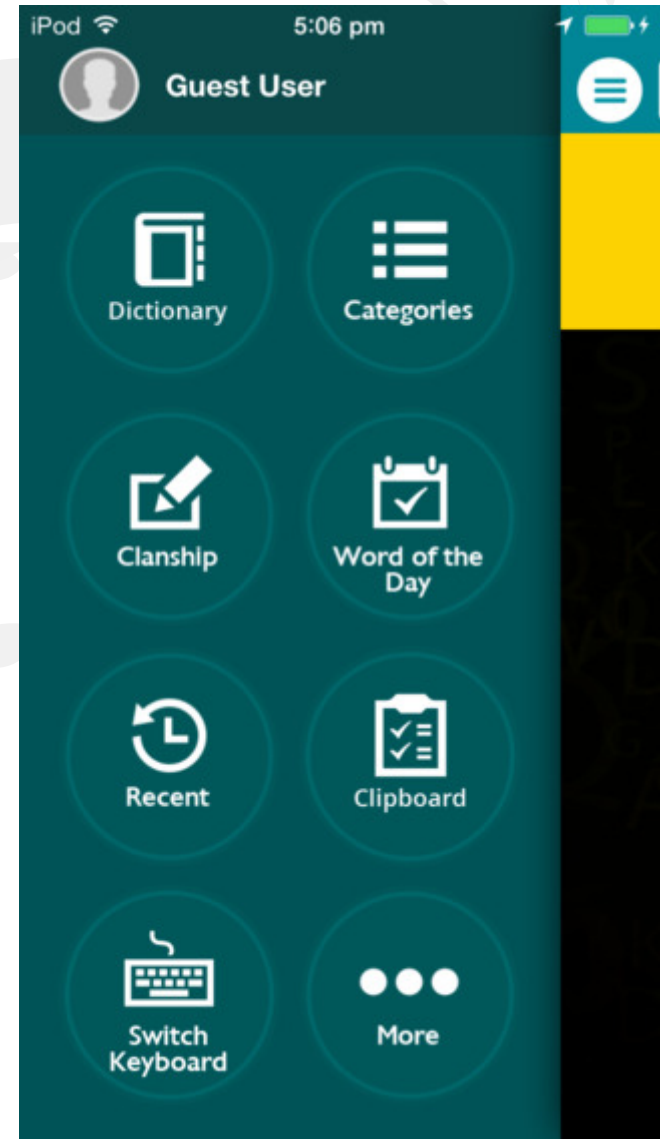 iPod 5:06 pm
Guest User
Dictionary Categories
Clanship Word of the
Day
Recent Clipboard
Switch More
Keyboard